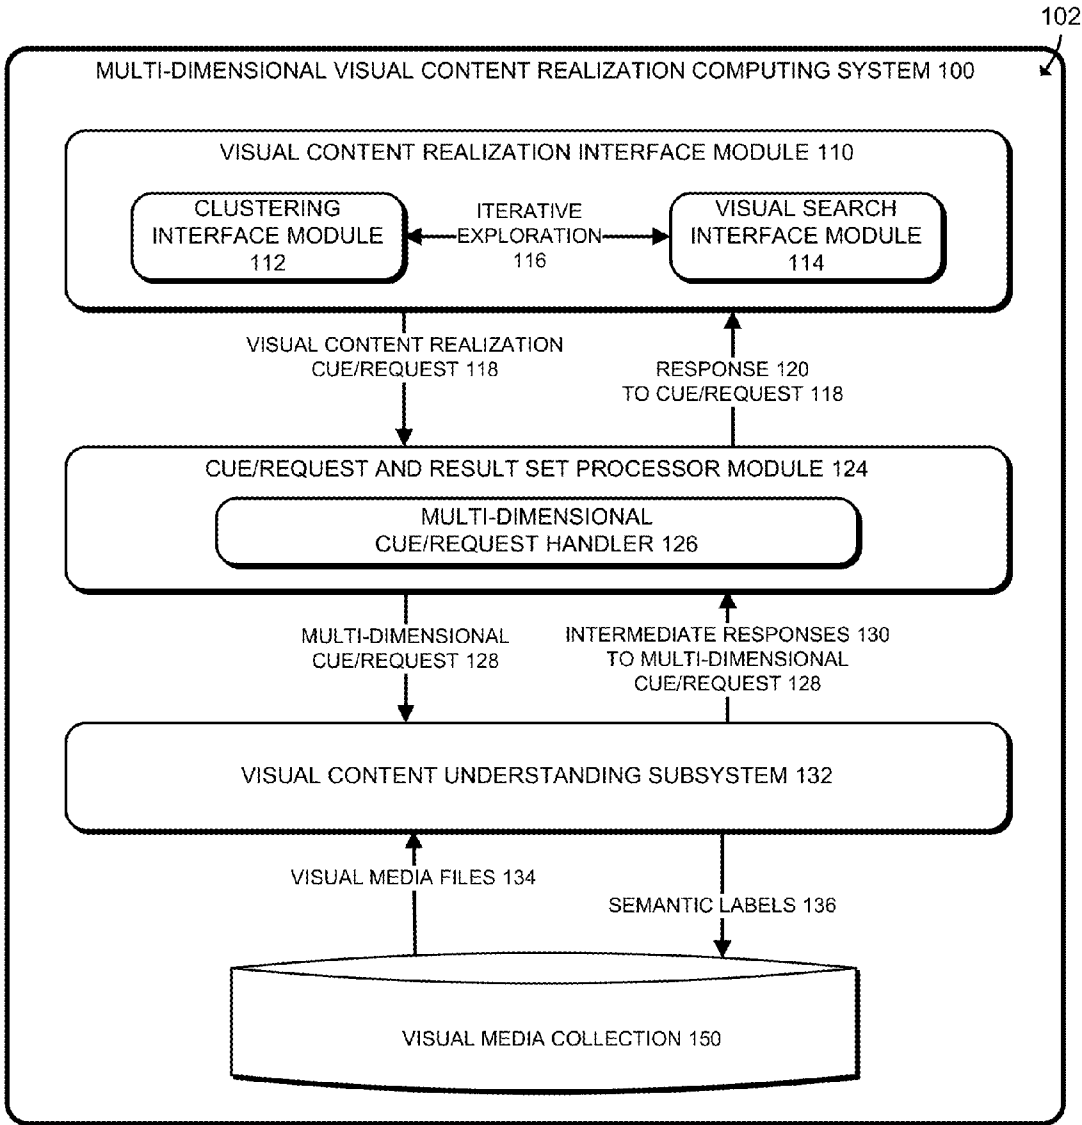 102
MULTI-DIMENSIONAL VISUAL CONTENT REALIZATION COMPUTING SYSTEM 100
VISUAL CONTENT REALIZATION INTERFACE MODULE 110
CLUSTERING
INTERFACE MODULE
112
ITERATIVE
EXPLORATION
116
VISUAL SEARCH
INTERFACE MODULE
114
VISUAL CONTENT REALIZATION
CUE/REQUEST 118
RESPONSE 120
TO CUE/REQUEST 118
CUE/REQUEST AND RESULT SET PROCESSOR MODULE 124
MULTI-DIMENSIONAL
CUE/REQUEST HANDLER 126
MULTI-DIMENSIONAL
CUE/REQUEST 128
INTERMEDIATE RESPONSES 130
TO MULTI-DIMENSIONAL
CUE/REQUEST 128
VISUAL CONTENT UNDERSTANDING SUBSYSTEM 132
VISUAL MEDIA FILES 134
SEMANTIC LABELS 136
VISUAL MEDIA COLLECTION 150